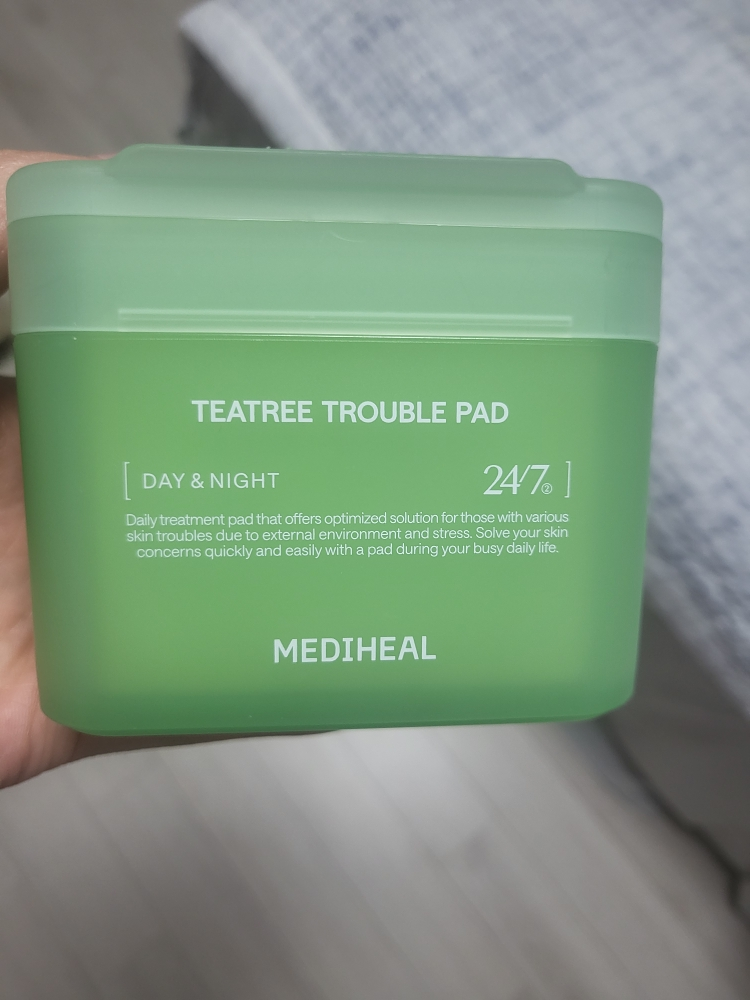 TEATREE TROUBLE PAD
[ DAY & NIGHT 24/7② ]
Daily treatment pad that offers optimized solution for those with various
skin troubles due to external environment and stress. Solve your skin
concerns quickly and easily with a pad during your busy daily life.
MEDIHEAL